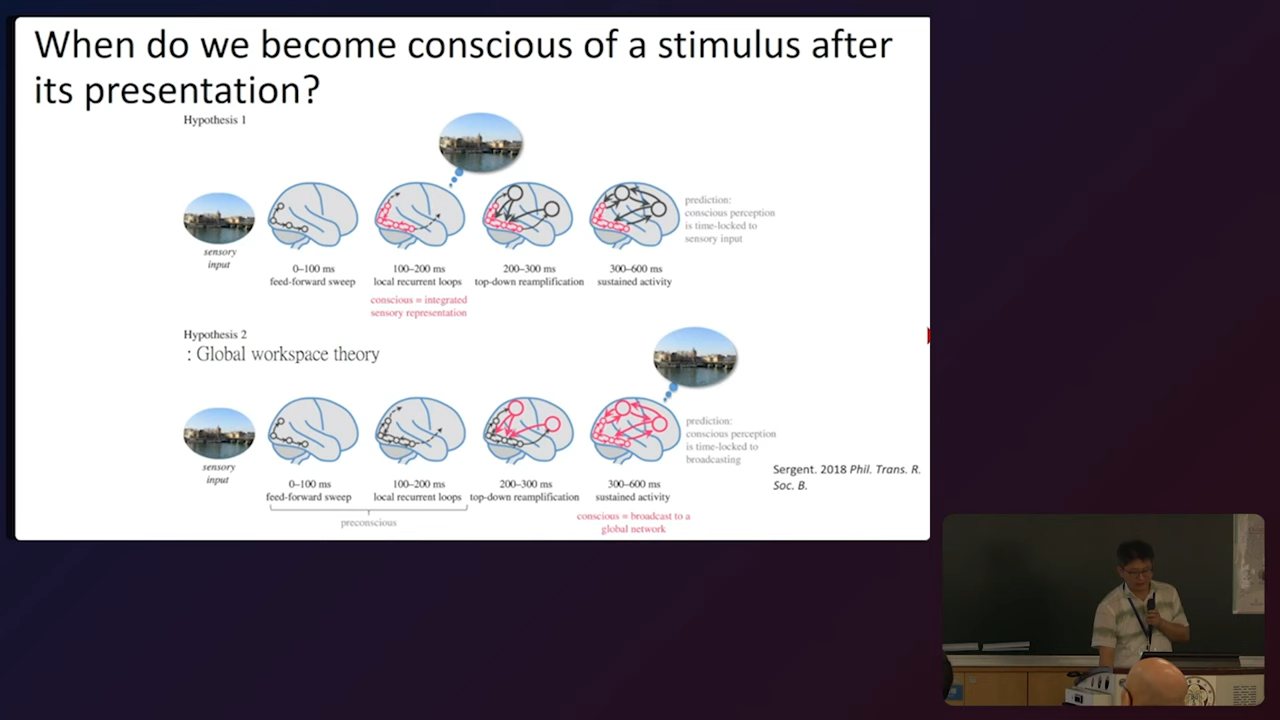 When do we become conscious of a stimulus after
its presentation?
Hypothesis 1
sensory
input
0–100 ms
feed-forward sweep
100–200 ms
local recurrent loops
conscious = integrated
sensory representation
200–300 ms
top-down reamplification
300–600 ms
sustained activity
prediction:
conscious perception
is time-locked to
sensory input
Hypothesis 2
: Global workspace theory
sensory
input
0–100 ms
feed-forward sweep
100–200 ms
local recurrent loops
preconscious
200–300 ms
top-down reamplification
300–600 ms
sustained activity
conscious = broadcast to a
global network
prediction:
conscious perception
is time-locked to
broadcasting
Sergent. 2018 Phil. Trans. R.
Soc. B.